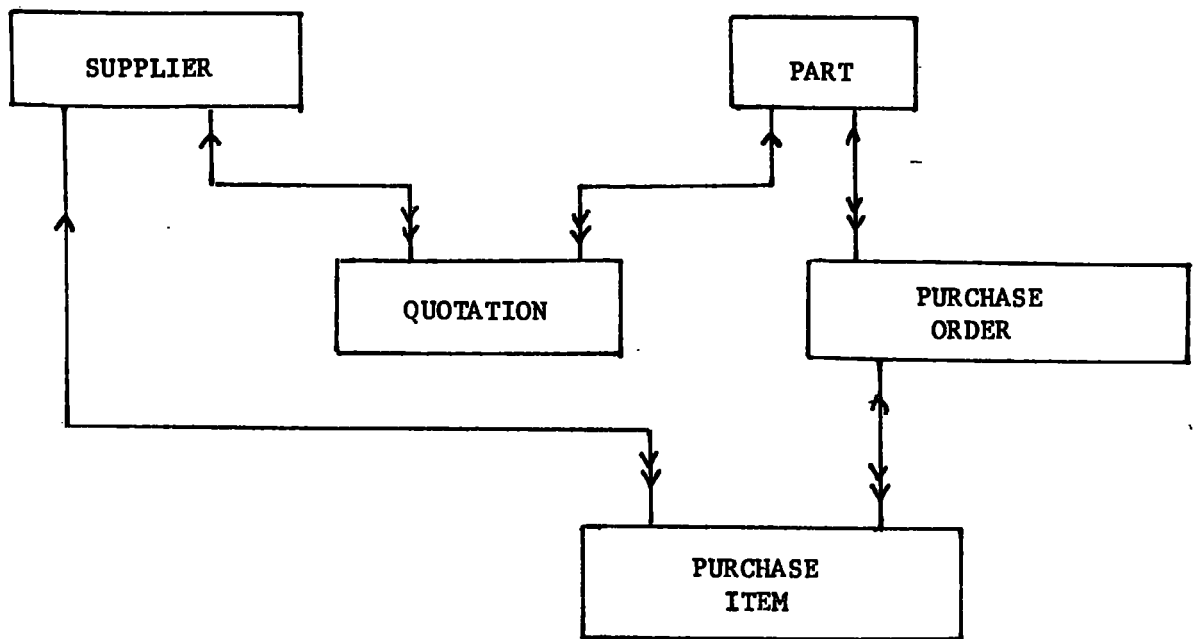 SUPPLIER
PART
QUOTATION
PURCHASE
ORDER
PURCHASE
ITEM